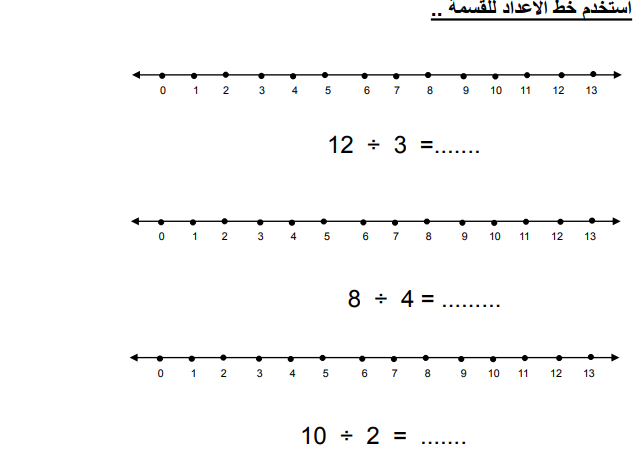 استخدم خط الاعداد للقسمة ..
0 1 2 3 4 5 6 7 8 9 10 11 12 13
12 ÷ 3 =.......
0 1 2 3 4 5 6 7 8 9 10 11 12 13
8 ÷ 4 = .........
0 1 2 3 4 5 6 7 8 9 10 11 12 13
10 ÷ 2 = .......